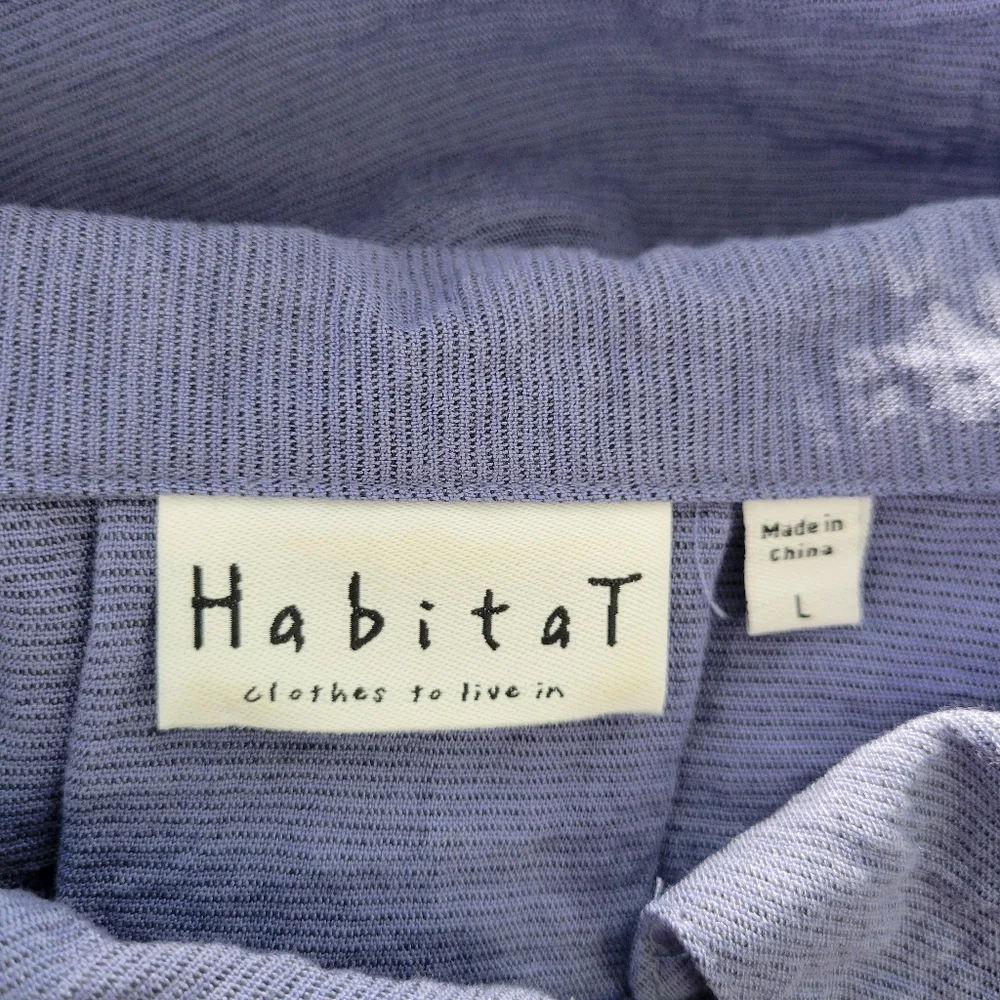 HabitaT
clothes to live in
Made in
China
L